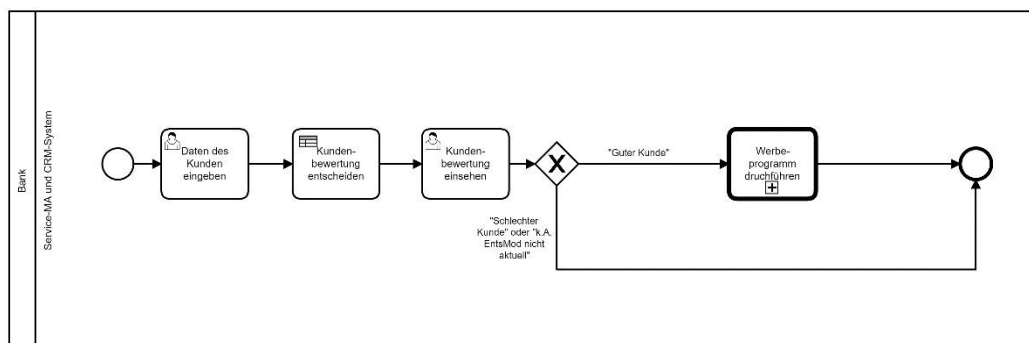 Bank
Service-MA und CRM-System
Daten des
Kunden
eingeben
Kunden-
bewertung
entscheiden
Kunden-
bewertung
einsehen
"Guter Kunde"
Werbe-
programm
druchführen
"Schlechter
Kunde" oder "k.A.
EntsMod nicht
aktuell"